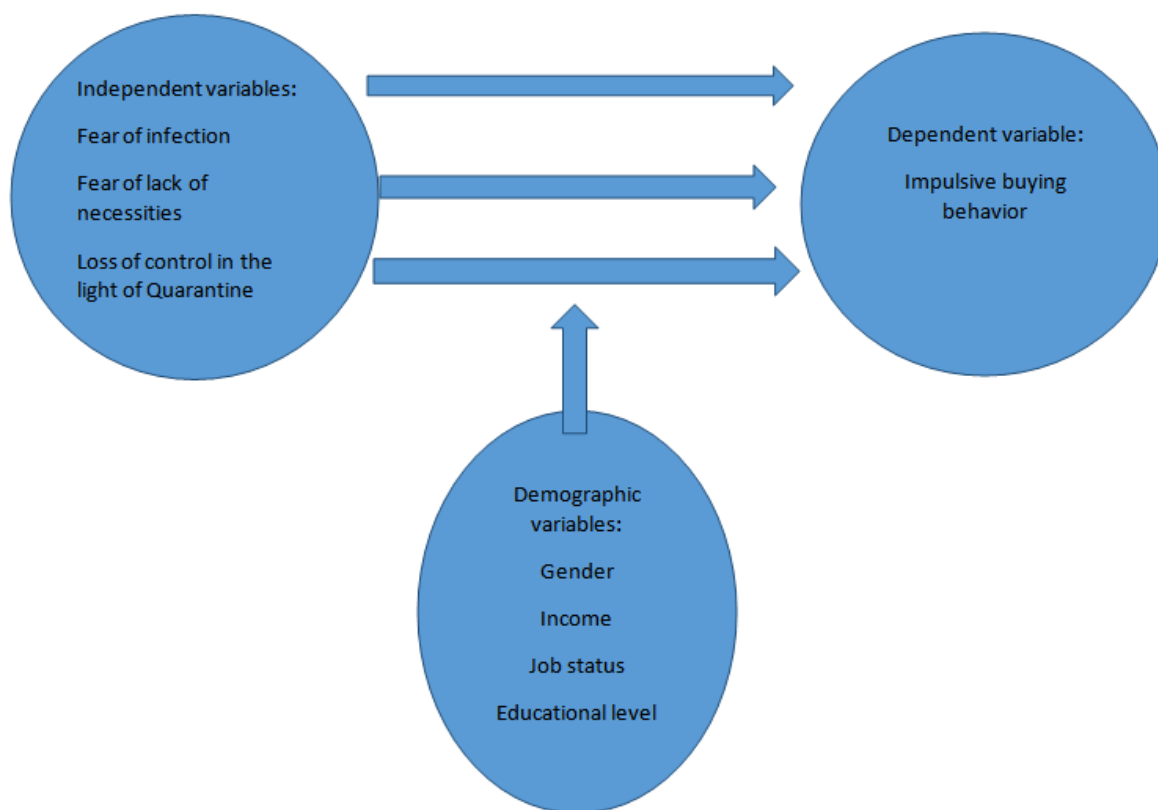 Independent variables:
Fear of infection
Fear of lack of
necessities
Loss of control in the
light of Quarantine
Dependent variable:
Impulsive buying
behavior
Demographic
variables:
Gender
Income
Job status
Educational level